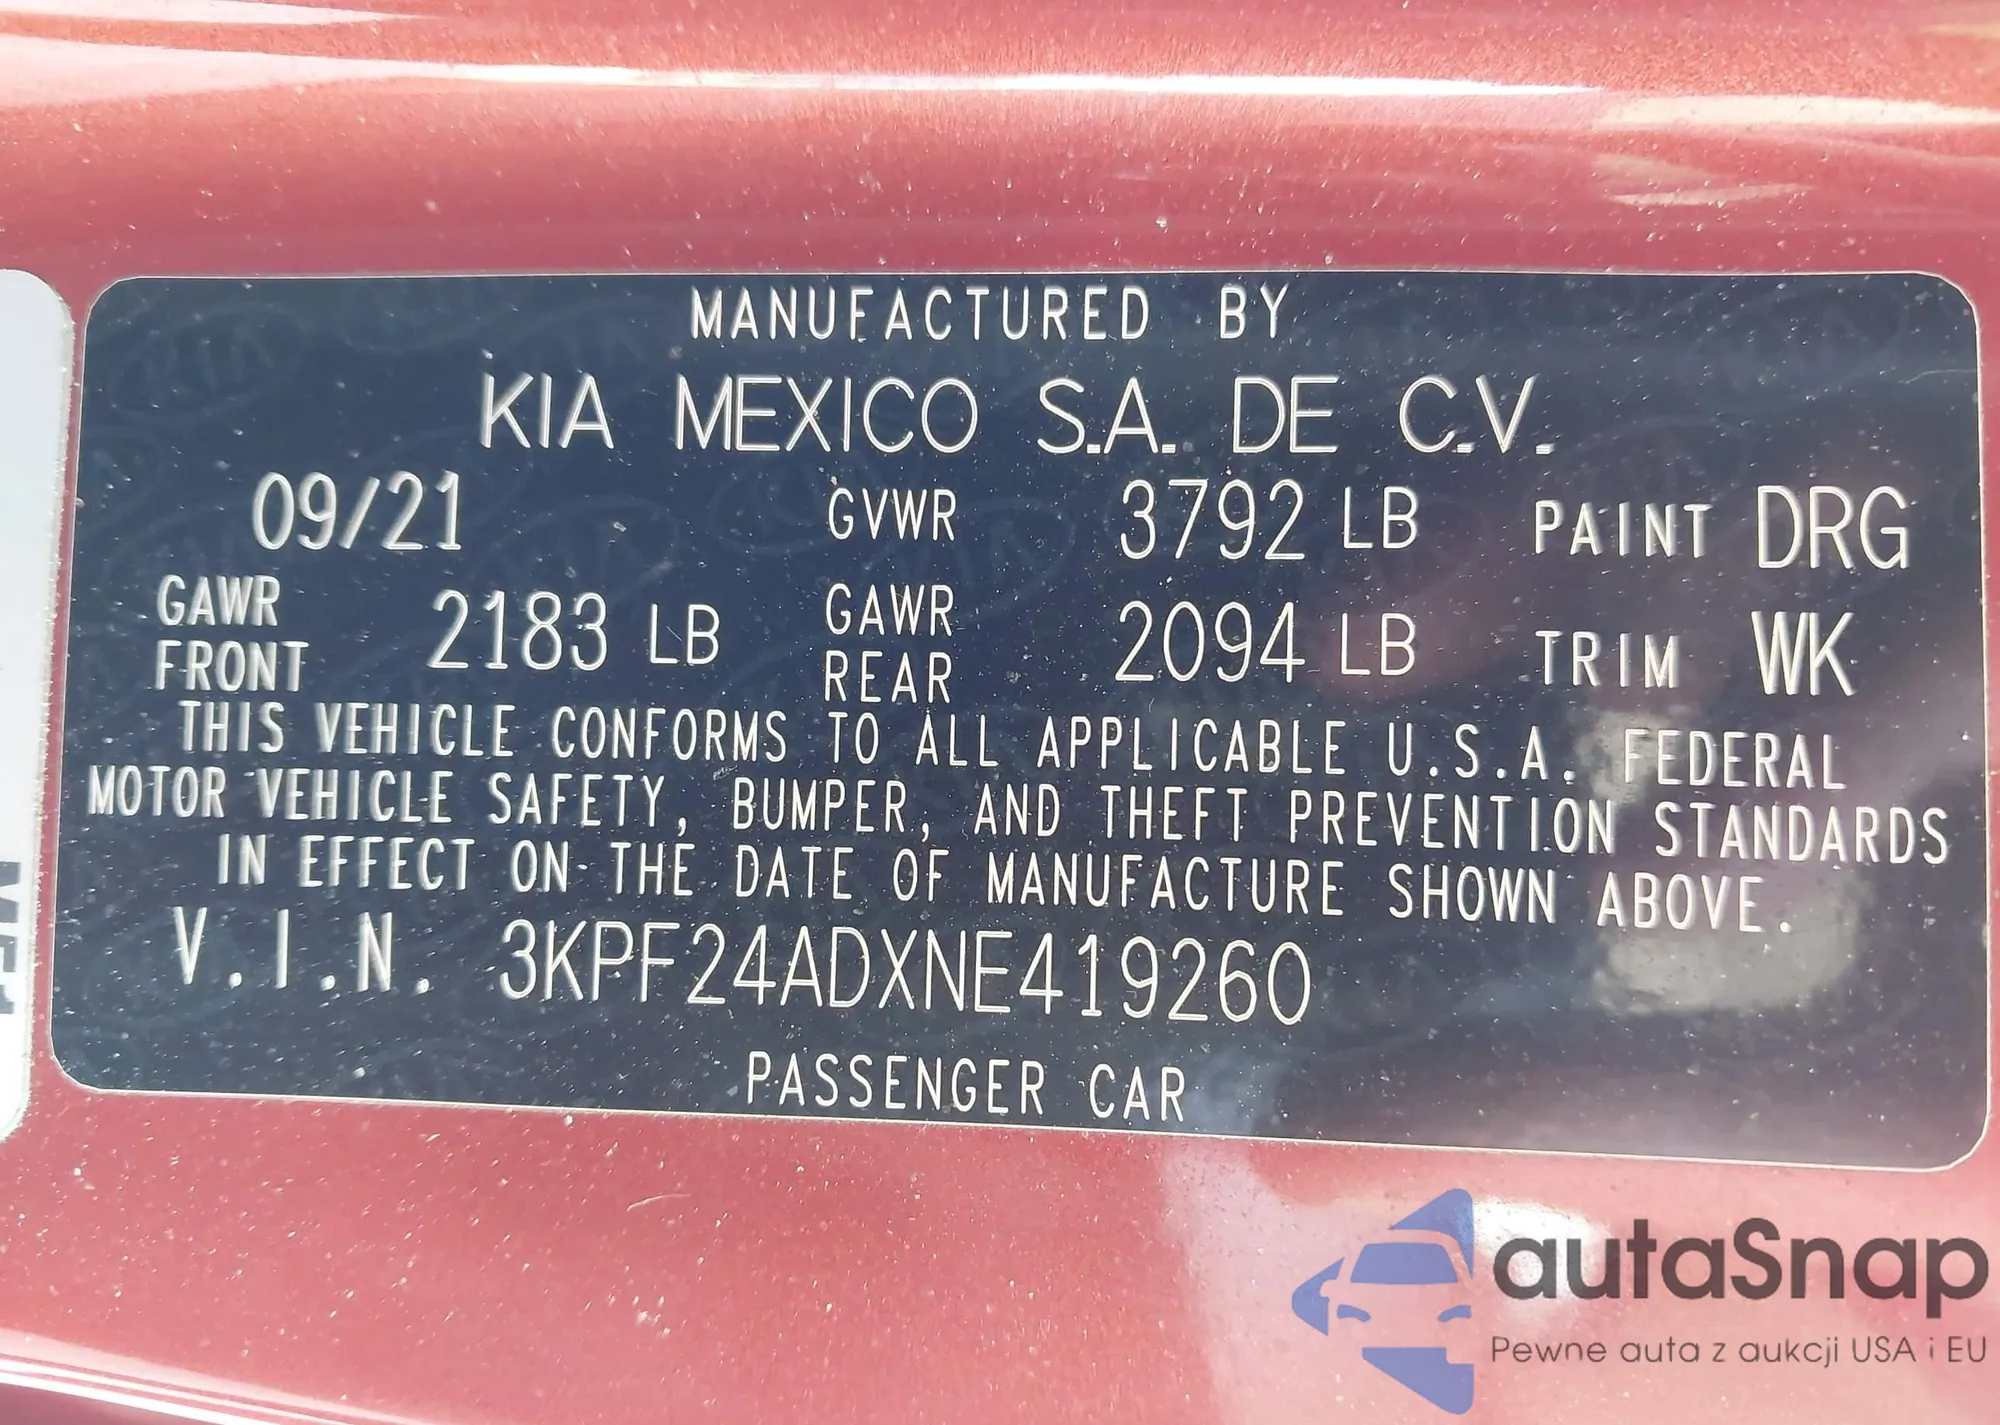 MANUFACTURED BY
KIA MEXICO S.A. DE C.V.
09/21 GVWR 3792 LB PAINT DRG
GAWR FRONT 2183 LB GAWR REAR 2094 LB TRIM WK
THIS VEHICLE CONFORMS TO ALL APPLICABLE U.S.A. FEDERAL
MOTOR VEHICLE SAFETY, BUMPER, AND THEFT PREVENTION STANDARDS
IN EFFECT ON THE DATE OF MANUFACTURE SHOWN ABOVE.
V.I.N. 3KPF24ADXNE419260
PASSENGER CAR
autaSnap
Pewne auta z aukcji USA i EU